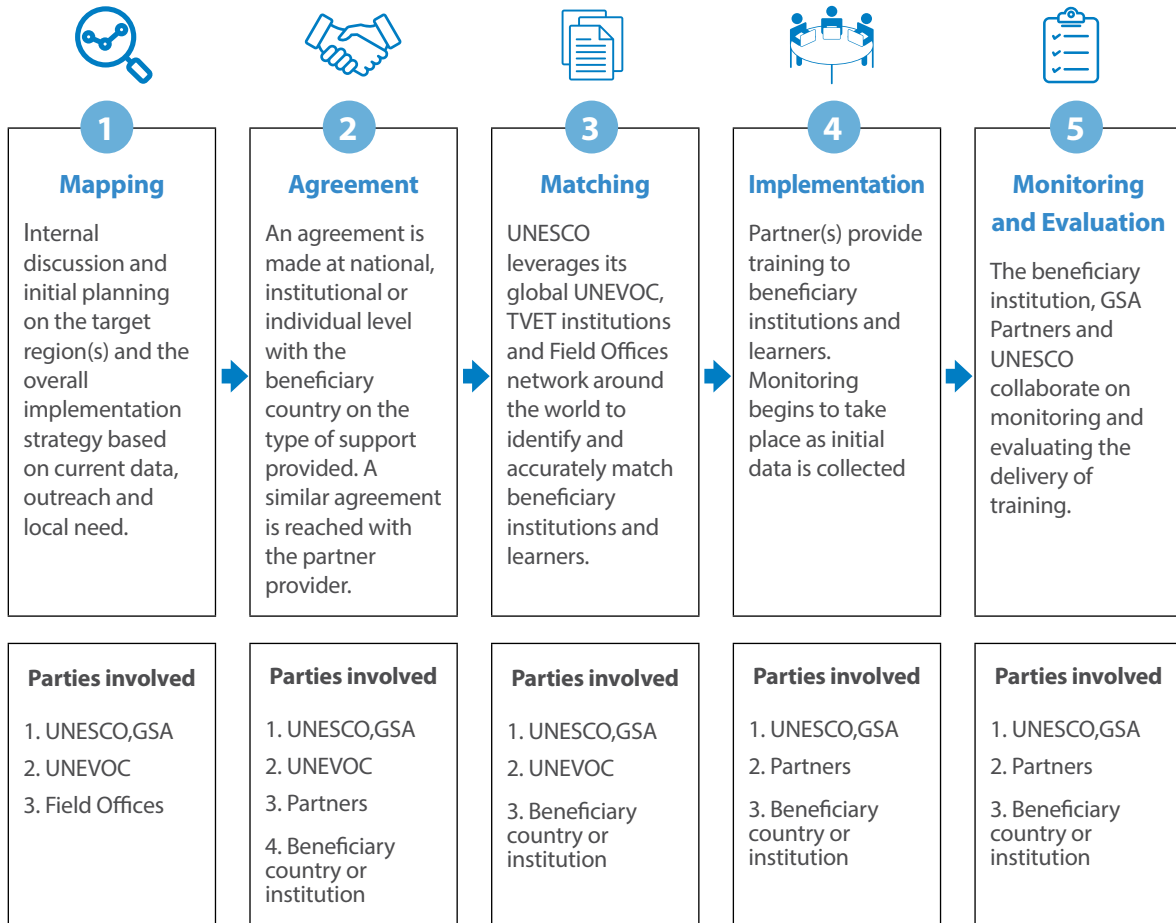 1
Mapping
Internal
discussion and
initial planning
on the target
region(s) and the
overall
implementation
strategy based
on current data,
outreach and
local need.
2
Agreement
An agreement is
made at national,
institutional or
individual level
with the
beneficiary
country on the
type of support
provided. A
similar agreement
is reached with
the partner
provider.
3
Matching
UNESCO
leverages its
global UNEVOC,
TVET institutions
and Field Offices
network around
the world to
identify and
accurately match
beneficiary
institutions and
learners.
4
Implementation
Partner(s) provide
training to
beneficiary
institutions and
learners.
Monitoring
begins to take
place as initial
data is collected
5
Monitoring
and Evaluation
The beneficiary
institution, GSA
Partners and
UNESCO
collaborate on
monitoring and
evaluating the
delivery of
training.
Parties involved
1. UNESCO,GSA
2. UNEVOC
3. Field Offices
Parties involved
1. UNESCO,GSA
2. UNEVOC
3. Partners
4. Beneficiary
country or
institution
Parties involved
1. UNESCO,GSA
2. UNEVOC
3. Beneficiary
country or
institution
Parties involved
1. UNESCO,GSA
2. Partners
3. Beneficiary
country or
institution
Parties involved
1. UNESCO,GSA
2. Partners
3. Beneficiary
country or
institution